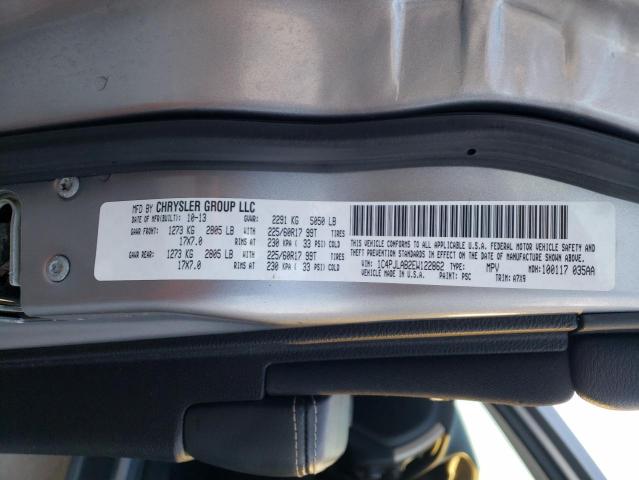 MFD BY CHRYSLER GROUP LLC
DATE OF MFR(BUILT): 10-13 GVWR: 2291 KG 5050 LB
GAWR FRONT: 1273 KG 2805 LB WITH 225/60R17 99T TIRES
17X7.0 RIMS AT 230 KPA ( 33 PSI) COLD
GAWR REAR: 1273 KG 2805 LB WITH 225/60R17 99T TIRES
17X7.0 RIMS AT 230 KPA ( 33 PSI) COLD
THIS VEHICLE CONFORMS TO ALL APPLICABLE U.S.A. FEDERAL MOTOR VEHICLE SAFETY AND
THEFT PREVENTION STANDARDS IN EFFECT ON THE DATE OF MANUFACTURE SHOWN ABOVE.
VIN: 1C4PJLAB2EW122862 TYPE: MPV MDH:100117 035AA
MADE IN U.S.A. PAINT: PSC TRIM: A7X9